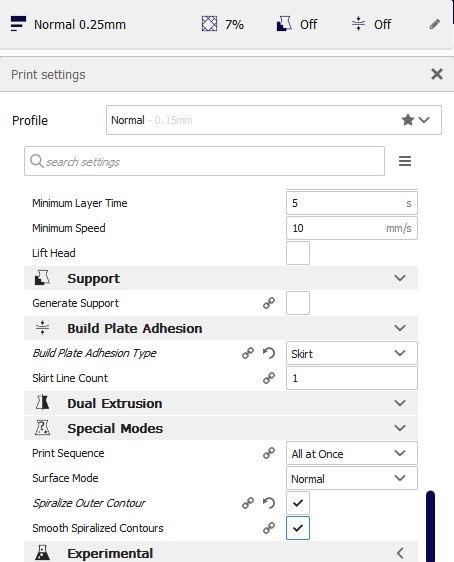 Normal 0.25mm 7% Off Off
Print settings
Profile Normal - 0.15mm
search settings
Minimum Layer Time 5 s
Minimum Speed 10 mm/s
Lift Head
Support
Generate Support
Build Plate Adhesion
Build Plate Adhesion Type Skirt
Skirt Line Count 1
Dual Extrusion
Special Modes
Print Sequence All at Once
Surface Mode Normal
Spiralize Outer Contour
Smooth Spiralized Contours
Experimental